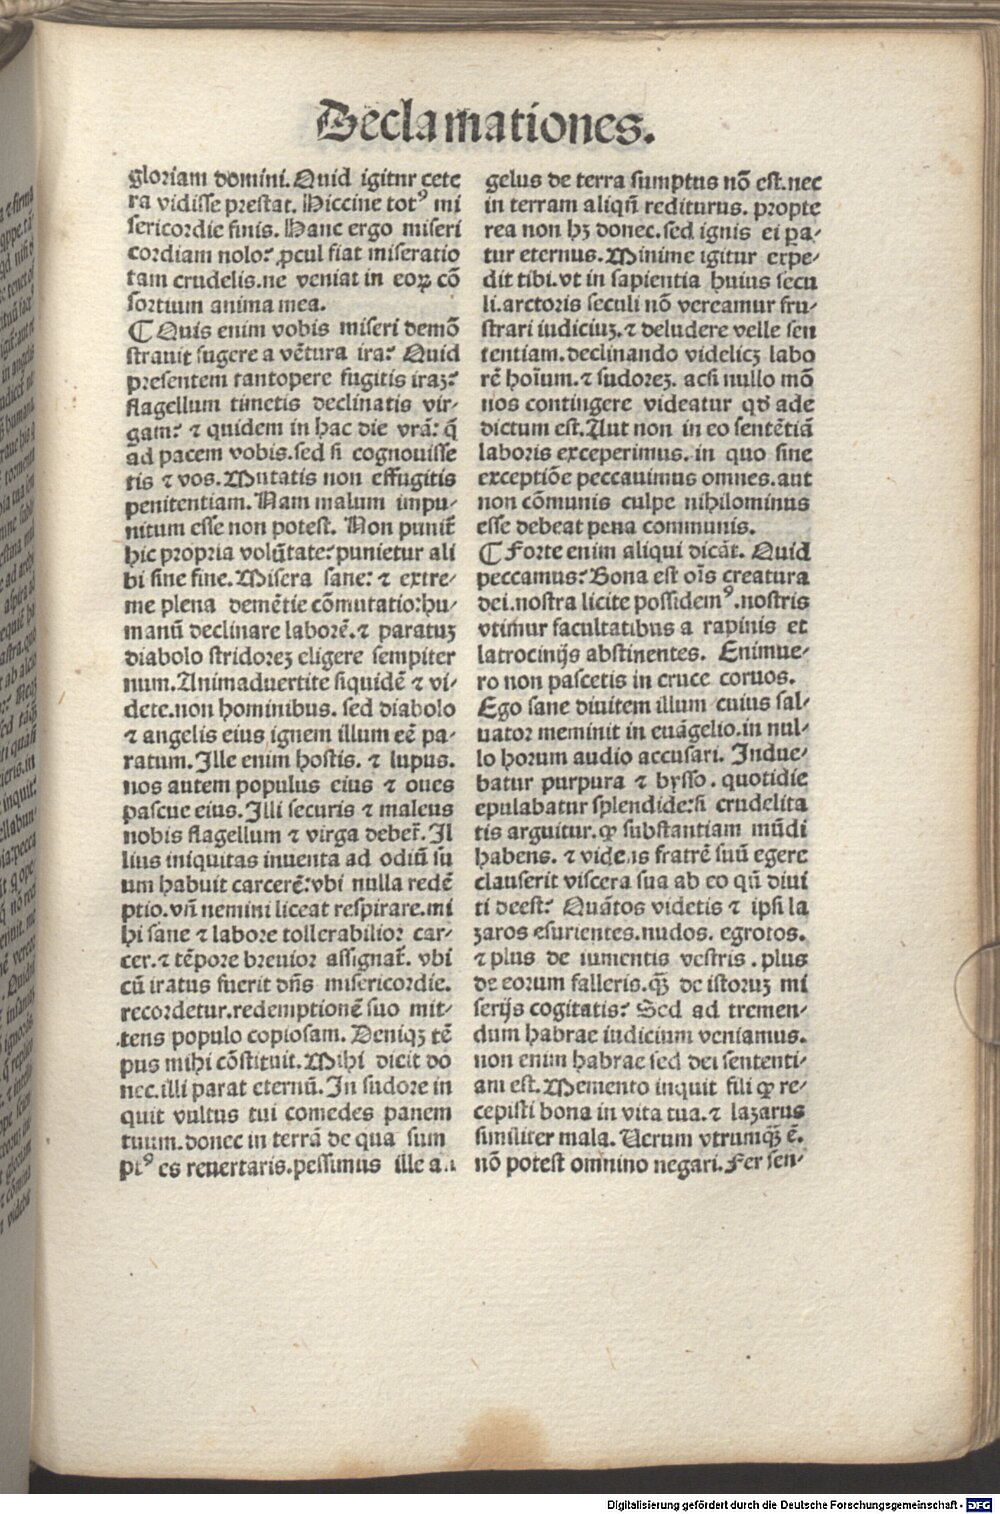 Declamationes.
gloriam domini. Quid igitur cete
ra vidisse prestat. Hiccine totꝰ mi
sericordie finis. Hanc ergo miseri
cordiam nolo: ꝓcul fiat miseratio
tam crudelis. ne veniat in eoꝝ cō
sortium anima mea.
¶ Quis enim vobis miseri demō
strauit fugere a vētura ira: Quid
presentem tantopere fugitis iraꝫ:
flagellum timetis declinatis vir⸗
gam: ⁊ quidem in hac die vr̄a: q̄
ad pacem vobis. sed si cognouisse
tis ⁊ vos. Mutatis non effugitis
penitentiam. Nam malum impu⸗
nitum esse non potest. Non punit̄
hic propria volūtate: punietur ali
bi sine fine. Misera sane: ⁊ extre⸗
me plena demētie cōmutatio: hu⸗
manū declinare laborē. ⁊ paratuꝫ
diabolo stridoreꝫ eligere sempiter
num. Animaduertite siquidē ⁊ vi⸗
dete. non hominibus. sed diabolo
⁊ angelis eius ignem illum eē pa⸗
ratum. Ille enim hostis. ⁊ lupus.
nos autem populus eius ⁊ oues
pascue eius. Illi securis ⁊ maleus
nobis flagellum ⁊ virga debet̄. Il
lius iniquitas inuenta ad odiū su
um habuit carcerē: vbi nulla redē
ptio. vn̄ nemini liceat respirare. mi
hi sane ⁊ labore tollerabilior car⸗
cer. ⁊ tēpore breuior assignat̄. vbi
cū iratus fuerit dn̄s misericordie.
recordetur. redemptionē suo mit⸗
tens populo copiosam. Deniqꝫ tē
pus mihi cōstituit. Mihi dicit do
nec. illi parat eternū. In sudore in
quit vultus tui comedes panem
tuum. donec in terrā de qua sum
ptꝰ es reuertaris. pessimus ille an
gelus de terra sumptus nō est. nec
in terram aliqn̄ rediturus. propte
rea non hꝫ donec. sed ignis ei pa⸗
tur eternus. Minime igitur expe⸗
dit tibi. vt in sapientia huius secu
li. arctoris seculi nō vereamur fru⸗
strari iudiciuꝫ. ⁊ deludere velle sen
tentiam. declinando videlicꝫ labo
rē hoīum. ⁊ sudoreꝫ. acsi nullo mō
nos contingere videatur qd̄ ade
dictum est. Aut non in eo sentētiā
laboris exceperimus. in quo sine
exceptiōe peccauimus omnes. aut
non cōmunis culpe nihilominus
esse debeat pena communis.
¶ Forte enim aliqui dicāt. Quid
peccamus: Bona est oīs creatura
dei. nostra licite possidemꝰ. nostris
vtimur facultatibus a rapinis et
latrocinijs abstinentes. Enimue⸗
ro non pascetis in cruce coruos.
Ego sane diuitem illum cuius sal⸗
uator meminit in euāgelio. in nul⸗
lo horum audio accusari. Indue⸗
batur purpura ⁊ bysso. quotidie
epulabatur splendide: si crudelita
tis arguitur. ꝙ substantiam mūdi
habens. ⁊ videns fratrē suū egere
clauserit viscera sua ab eo qn̄ diui
ti deest: Quātos videtis ⁊ ipsi la
zaros esurientes. nudos. egrotos.
⁊ plus de iumentis vestris. plus
de eorum falleris. qꝫ̄ de istoruꝫ mi
serijs cogitatis: Sed ad tremen⸗
dum habrae iudicium veniamus.
non enim habrae sed dei sententi⸗
am est. Memento inquit fili ꝙ re⸗
cepisti bona in vita tua. ⁊ lazarus
similiter mala. Uerum vtrumqꝫ̄ ē.
nō potest omnino negari. Fer sen⸗
Digitalisierung gefördert durch die Deutsche Forschungsgemeinschaft - DFG